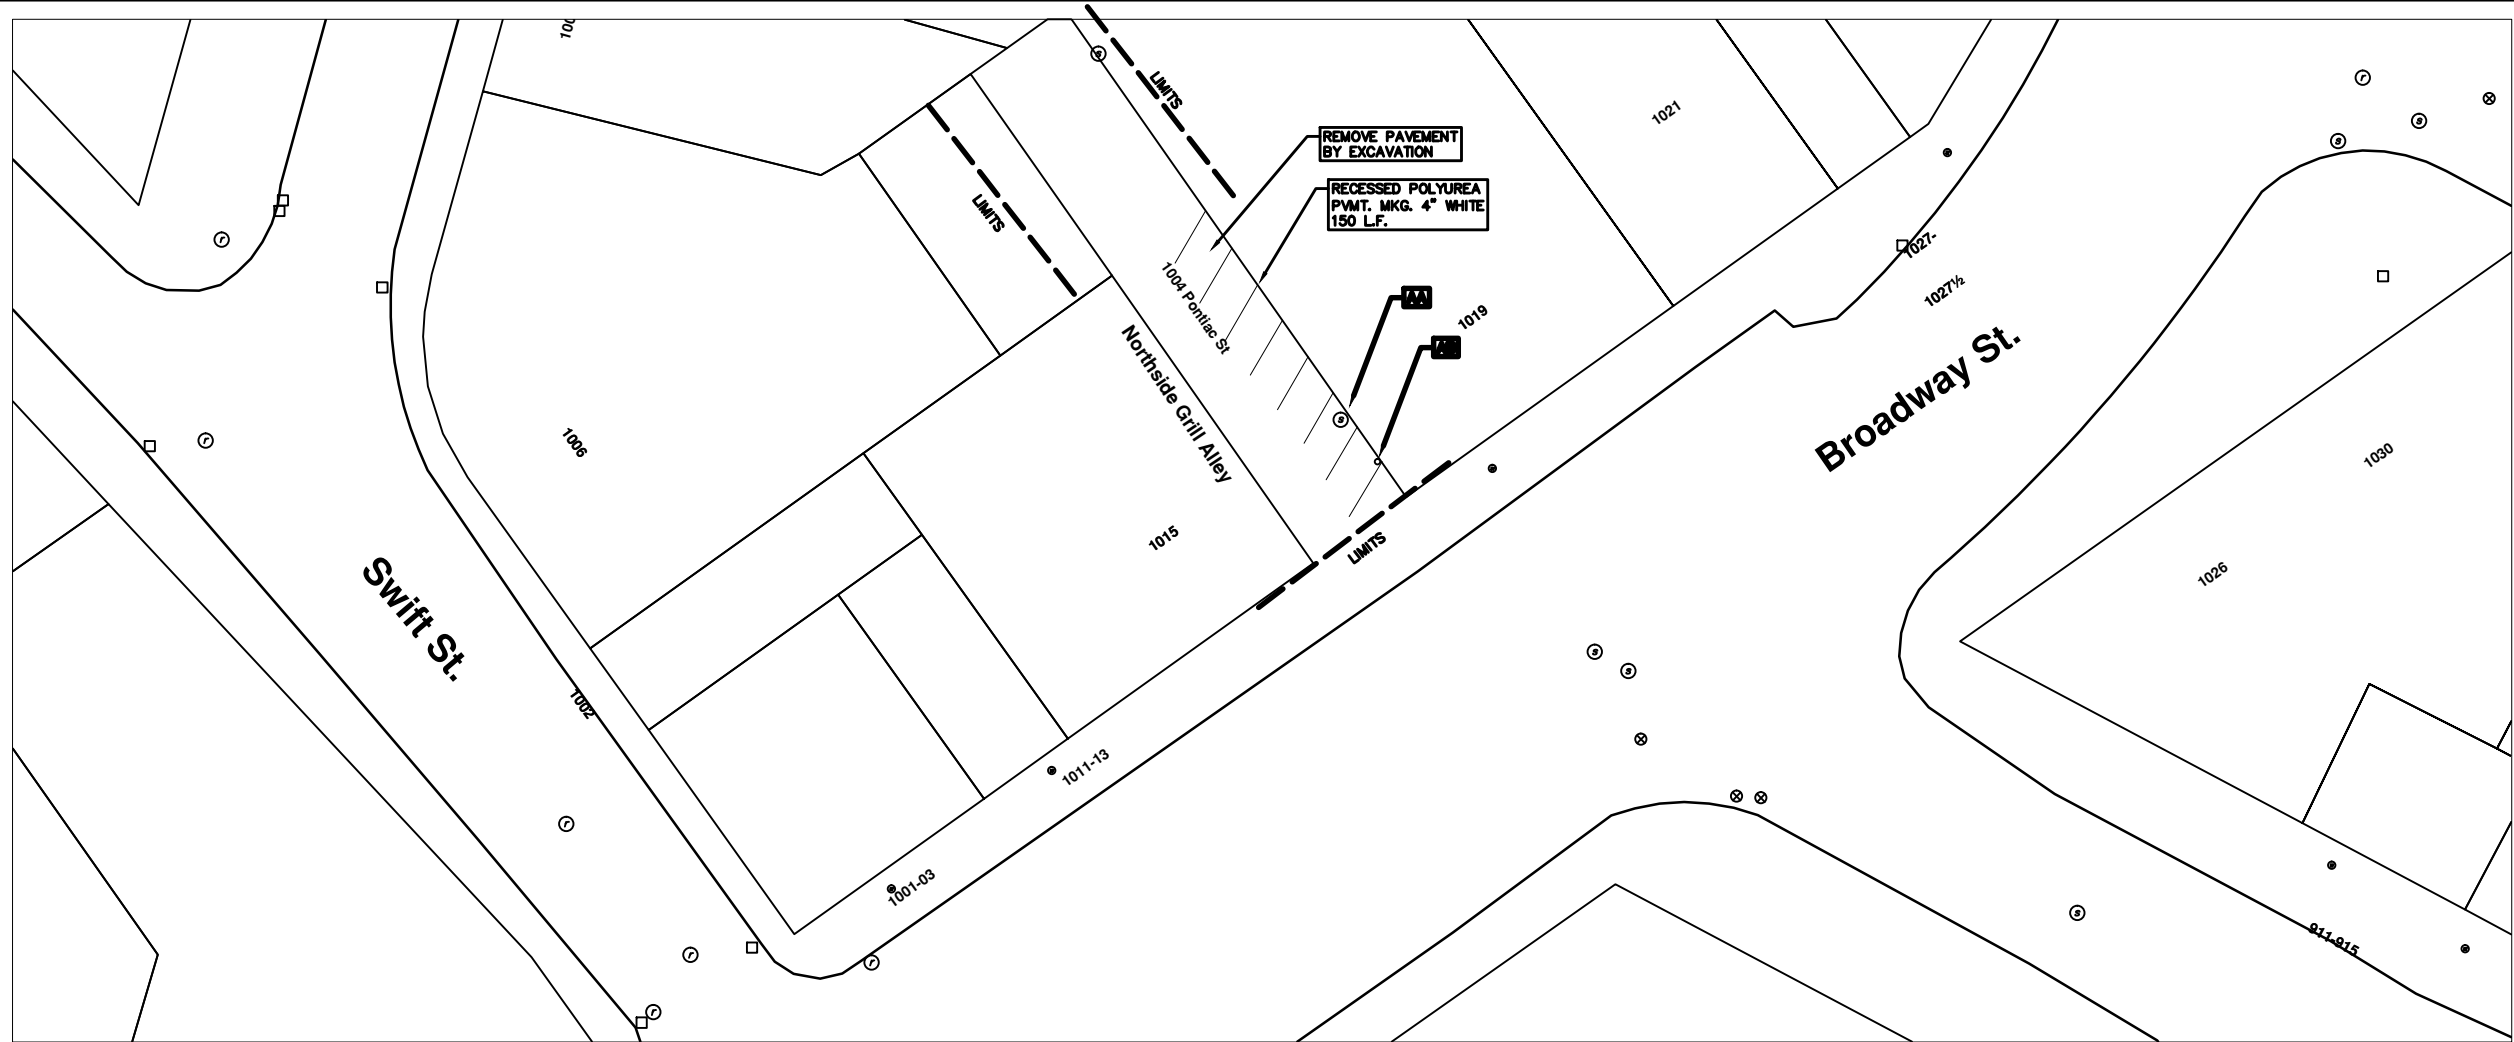 100
LIMITS
REMOVE PAVEMENT
BY EXCAVATION
1021
RECESSED POLYUREA
PVMT. MKG. 4" WHITE
150 L.F.
LIMITS
1027-
1027½
1004 Pontiac St
1019
Northside Grill Alley
Broadway St.
1006
1030
1015
LIMITS
1026
Swift St.
1002
1011-13
1001-03
911-915
r
r
r
r
r
r
r
r
s
s
s
s
s
s
s